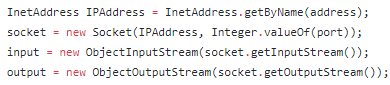 InetAddress IPAddress = InetAddress.getByName(address);
socket = new Socket(IPAddress, Integer.valueOf(port));
input = new ObjectInputStream(socket.getInputStream());
output = new ObjectOutputStream(socket.getOutputStream());